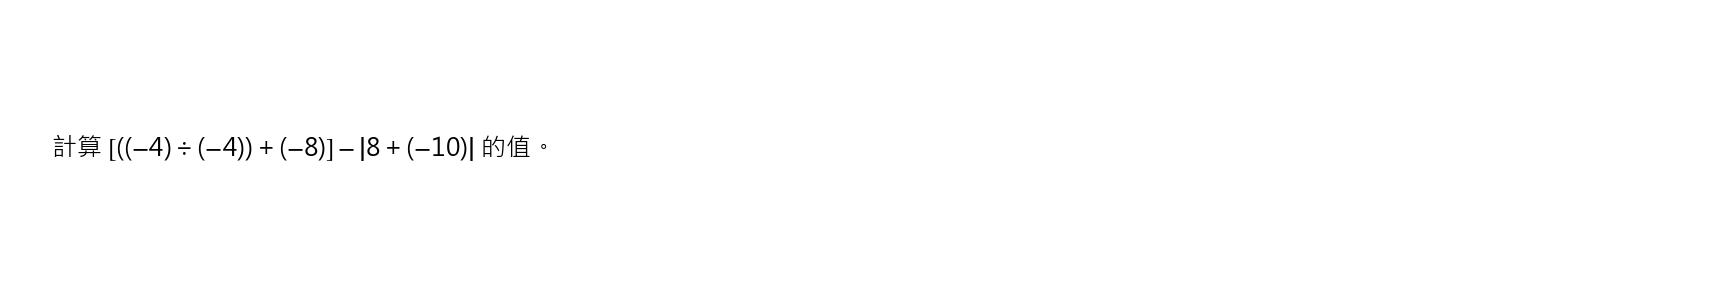 計算 [((−4) ÷ (−4)) + (−8)] − |8 + (−10)| 的值。